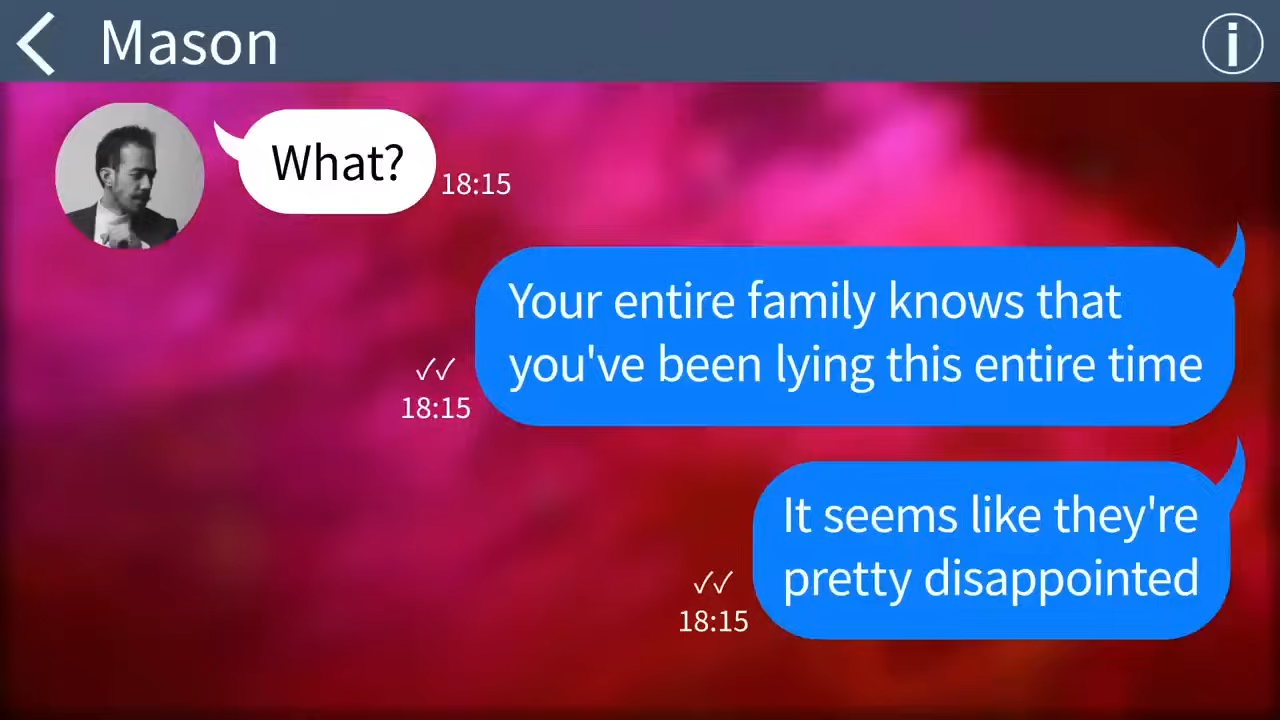 Mason
What?
18:15
Your entire family knows that
you've been lying this entire time
18:15
It seems like they're
pretty disappointed
18:15